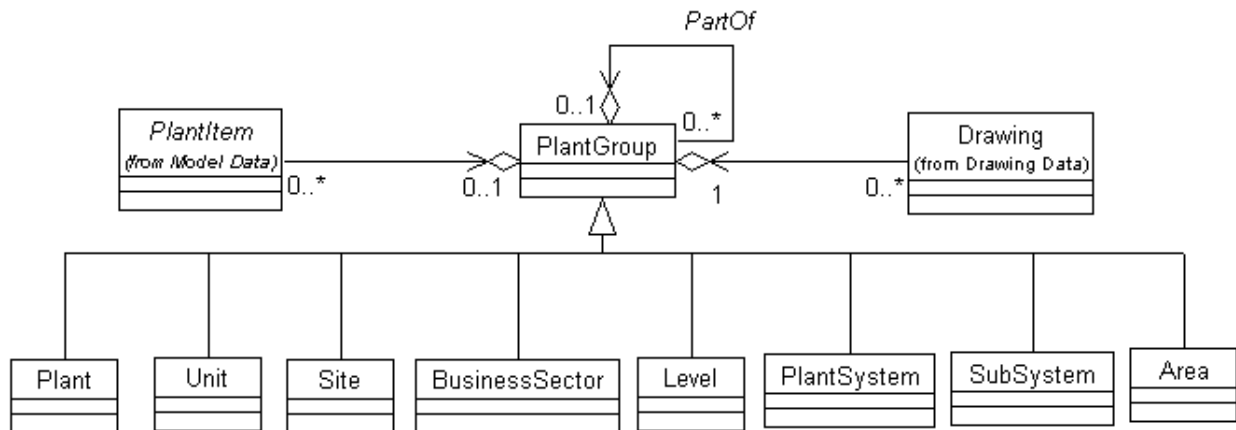 PartOf
0..1
0..*
PlantItem
(from Model Data)
0..*
0..1
PlantGroup
1
Drawing
(from Drawing Data)
0..*
Plant
Unit
Site
BusinessSector
Level
PlantSystem
SubSystem
Area